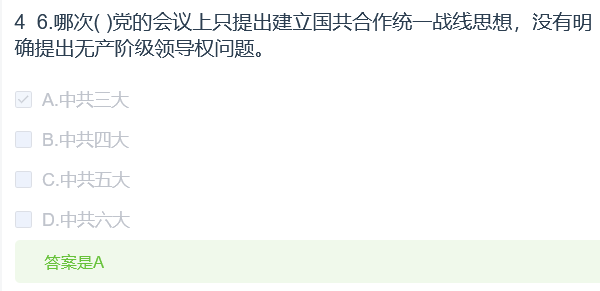 4  6.哪次( )党的会议上只提出建立国共合作统一战线思想，没有明
确提出无产阶级领导权问题。
A.中共三大
B.中共四大
C.中共五大
D.中共六大
答案是A